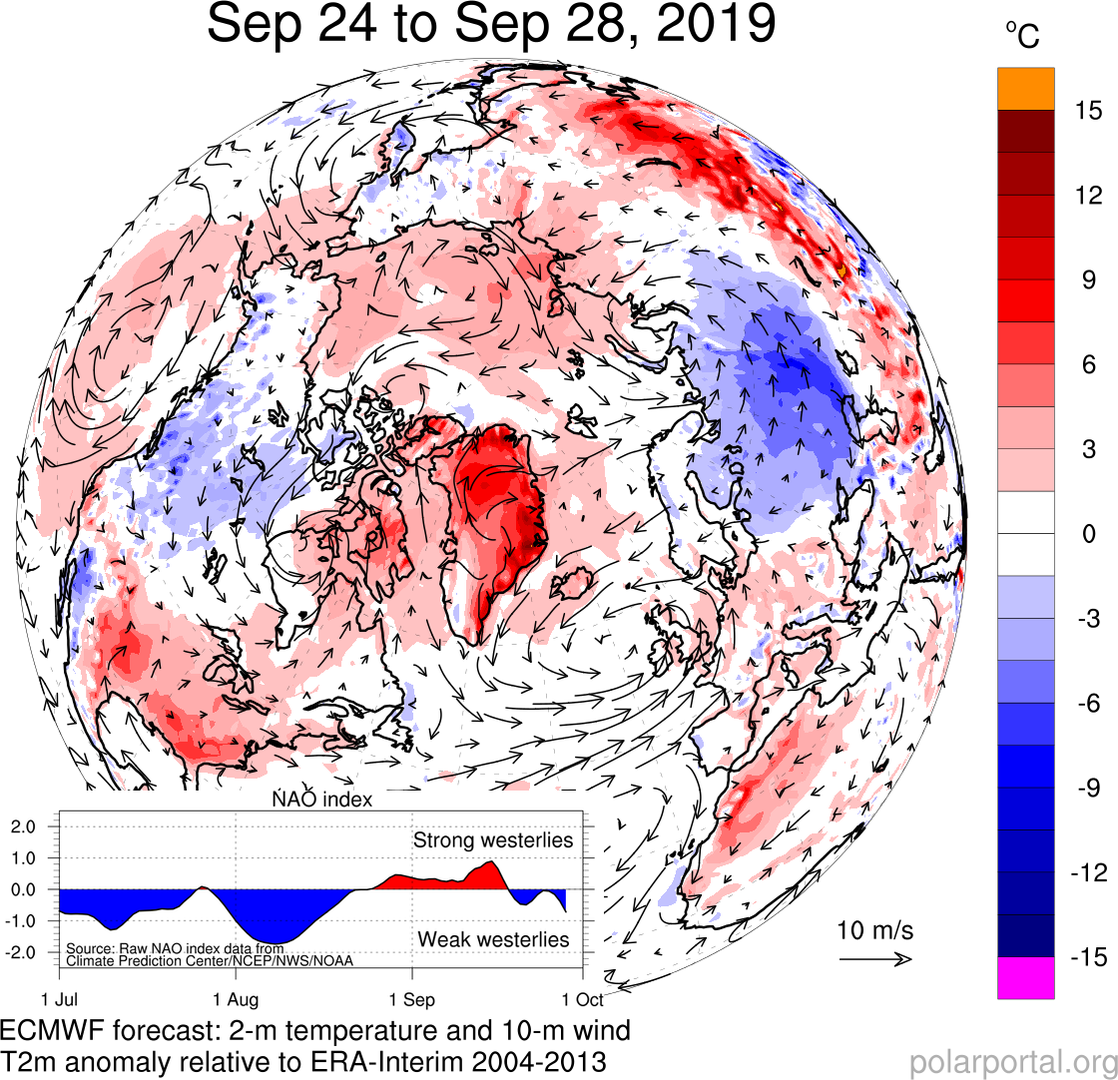 Sep 24 to Sep 28, 2019
ºC
15
12
9
6
3
0
-3
-6
-9
-12
-15
10 m/s
NAO index
2.0
1.0
0.0
-1.0
-2.0
Strong westerlies
Weak westerlies
Source: Raw NAO index data from
Climate Prediction Center/NCEP/NWS/NOAA
1 Jul
1 Aug
1 Sep
1 Oct
ECMWF forecast: 2-m temperature and 10-m wind
T2m anomaly relative to ERA-Interim 2004-2013
polarportal.org